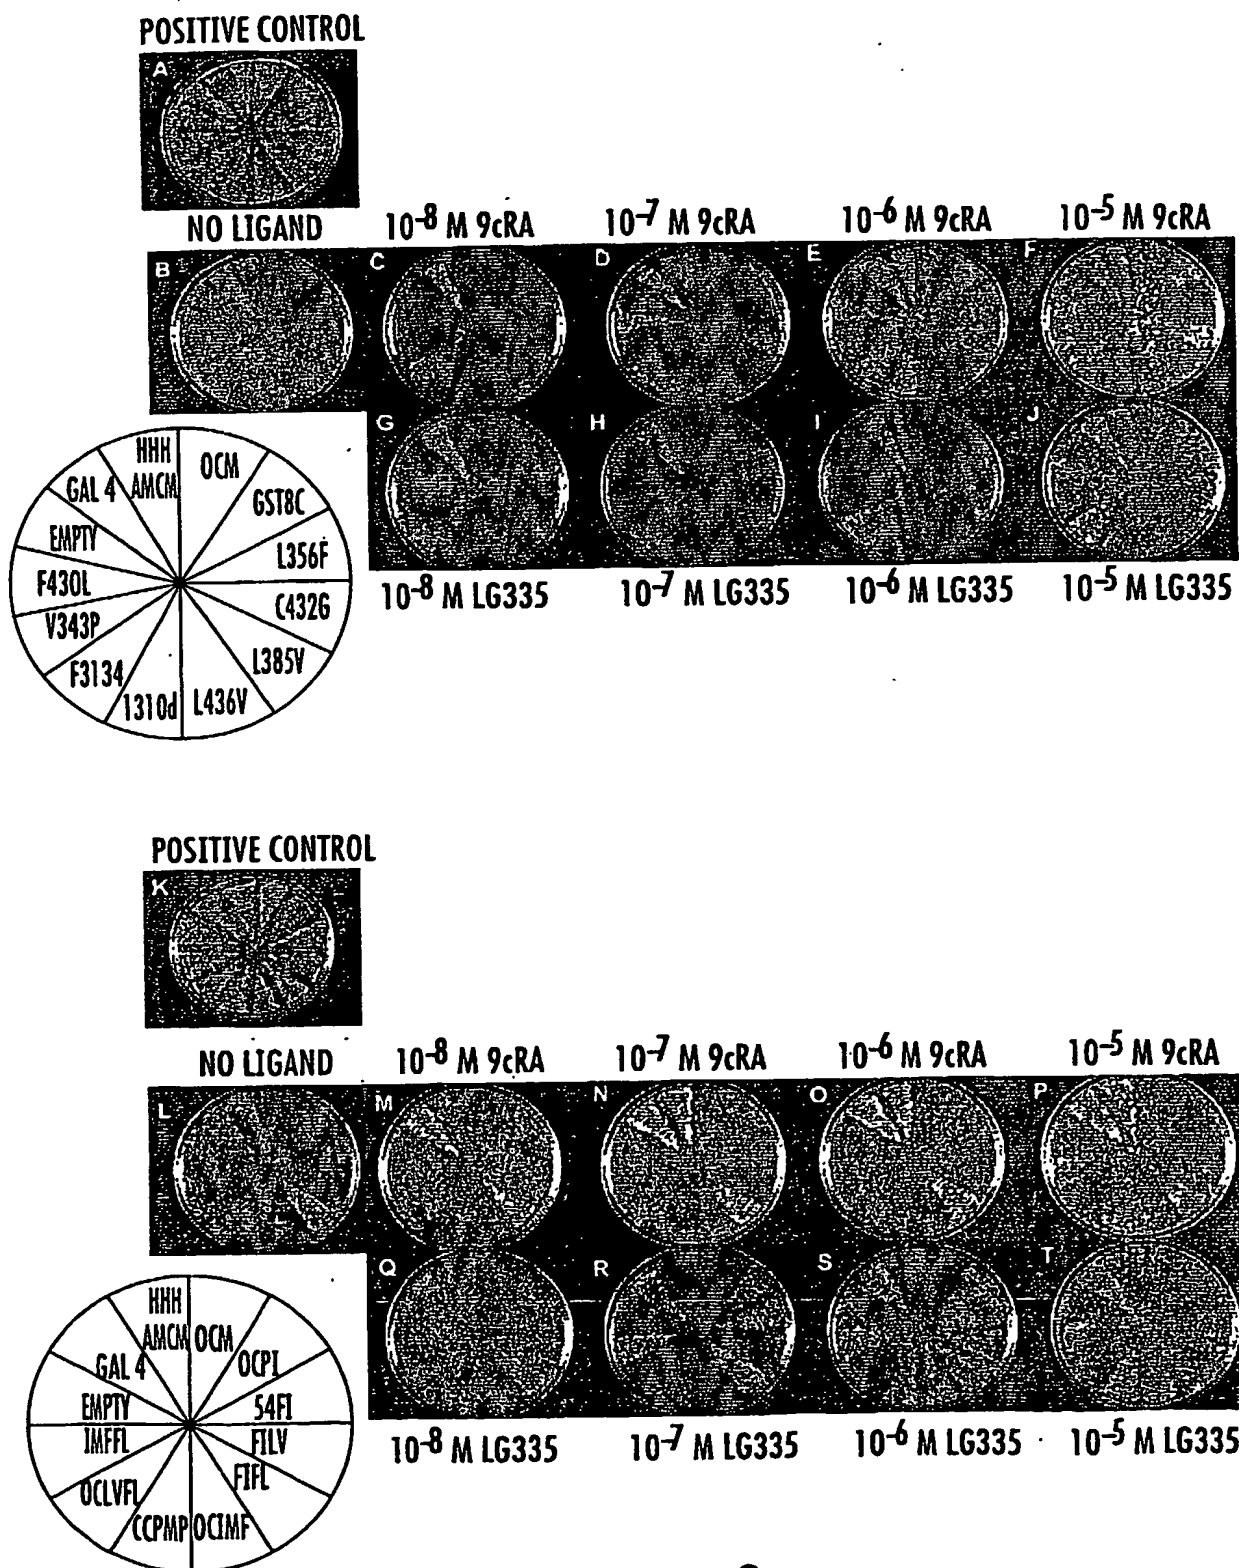 POSITIVE CONTROL
A
NO LIGAND
10-8 M 9cRA
10-7 M 9cRA
10-6 M 9cRA
10-5 M 9cRA
B
C
D
E
F
G
H
I
J
10-8 M LG335
10-7 M LG335
10-6 M LG335
10-5 M LG335
HHH
AMCM
OCM
GST8C
L356F
C432G
L385V
L436V
1310d
F3134
V343P
F430L
EMPTY
GAL 4
POSITIVE CONTROL
K
NO LIGAND
10-8 M 9cRA
10-7 M 9cRA
10-6 M 9cRA
10-5 M 9cRA
L
M
N
O
P
Q
R
S
T
10-8 M LG335
10-7 M LG335
10-6 M LG335
10-5 M LG335
HHH
AMCM
OCM
OCPI
S4FI
FILV
FIFL
OCIMF
CCPMP
OCLVFL
IMFFL
EMPTY
GAL 4